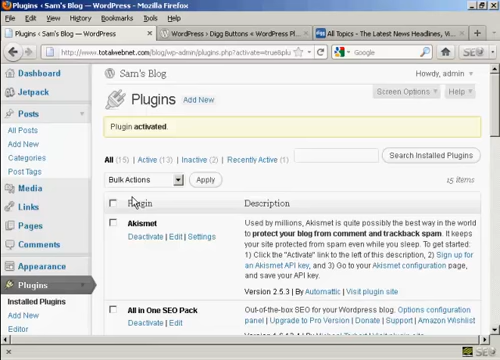 Plugins ‹ Sam's Blog — WordPress - Mozilla Firefox
File Edit View History Bookmarks Tools Help
Plugins ‹ Sam's Blog — WordPress
WordPress › Digg Buttons « WordPress Pl...
All Topics - The Latest News Headlines, V...
www.totalwebnet.com/blog/wp-admin/plugins.php?activate=true&pl
Google
Sam's Blog
Howdy, admin
Screen Options
Help
Plugins
Add New
Plugin activated.
All (15) | Active (13) | Inactive (2) | Recently Active (1)
Search Installed Plugins
Bulk Actions
Apply
15 items
Plugin
Description
Akismet
Deactivate | Edit | Settings
Used by millions, Akismet is quite possibly the best way in the world
to protect your blog from comment and trackback spam. It keeps
your site protected from spam even while you sleep. To get started:
1) Click the "Activate" link to the left of this description, 2) Sign up for
an Akismet API key, and 3) Go to your Akismet configuration page,
and save your API key.
Version 2.5.3 | By Automattic | Visit plugin site
All in One SEO Pack
Deactivate | Edit
Out-of-the-box SEO for your WordPress blog. Options configuration
panel | Upgrade to Pro Version | Donate | Support | Amazon Wishlist
Dashboard
Jetpack
Posts
All Posts
Add New
Categories
Post Tags
Media
Links
Pages
Comments
Appearance
Plugins
Installed Plugins
Add New
Editor